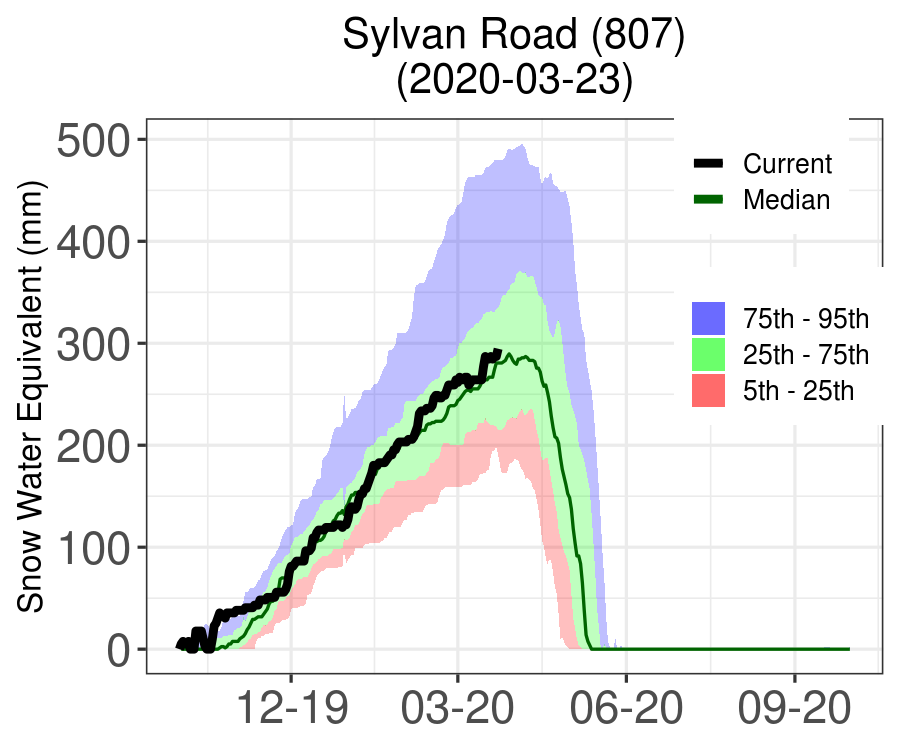 Sylvan Road (807)
(2020-03-23)
Snow Water Equivalent (mm)
500
400
300
200
100
0
12-19
03-20
06-20
09-20
Current
Median
75th - 95th
25th - 75th
5th - 25th